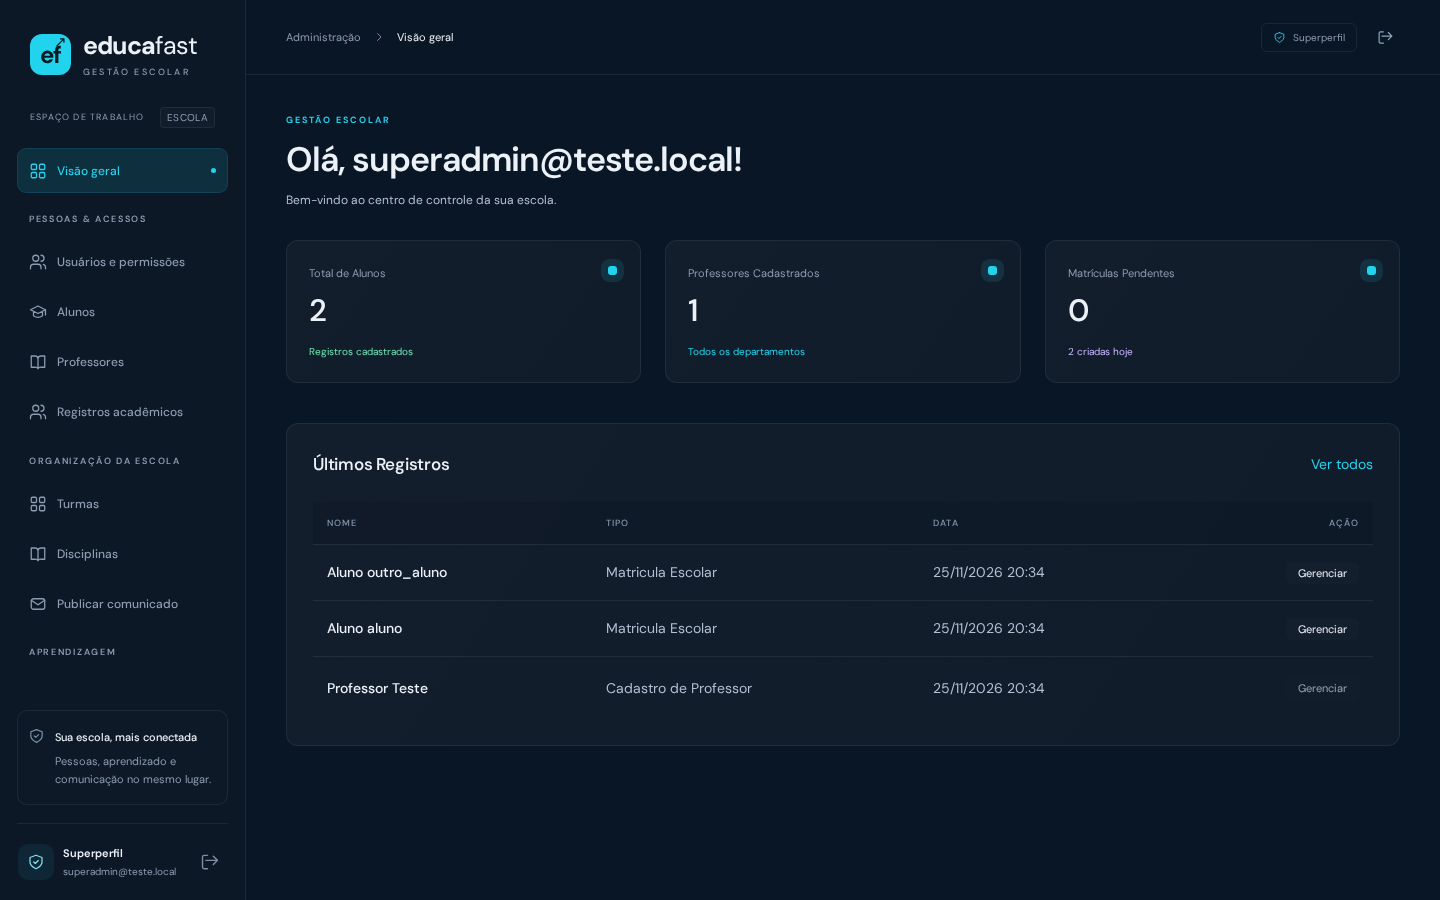 ef
educafast
GESTÃO ESCOLAR
ESPAÇO DE TRABALHO ESCOLA
Visão geral
PESSOAS & ACESSOS
Usuários e permissões
Alunos
Professores
Registros acadêmicos
ORGANIZAÇÃO DA ESCOLA
Turmas
Disciplinas
Publicar comunicado
APRENDIZAGEM
Sua escola, mais conectada
Pessoas, aprendizado e
comunicação no mesmo lugar.
Superperfil
superadmin@teste.local
Administração Visão geral
Superperfil
GESTÃO ESCOLAR
Olá, superadmin@teste.local!
Bem-vindo ao centro de controle da sua escola.
Total de Alunos
2
Registros cadastrados
Professores Cadastrados
1
Todos os departamentos
Matrículas Pendentes
0
2 criadas hoje
Últimos Registros Ver todos
NOME TIPO DATA AÇÃO
Aluno outro_aluno Matricula Escolar 25/11/2026 20:34 Gerenciar
Aluno aluno Matricula Escolar 25/11/2026 20:34 Gerenciar
Professor Teste Cadastro de Professor 25/11/2026 20:34 Gerenciar